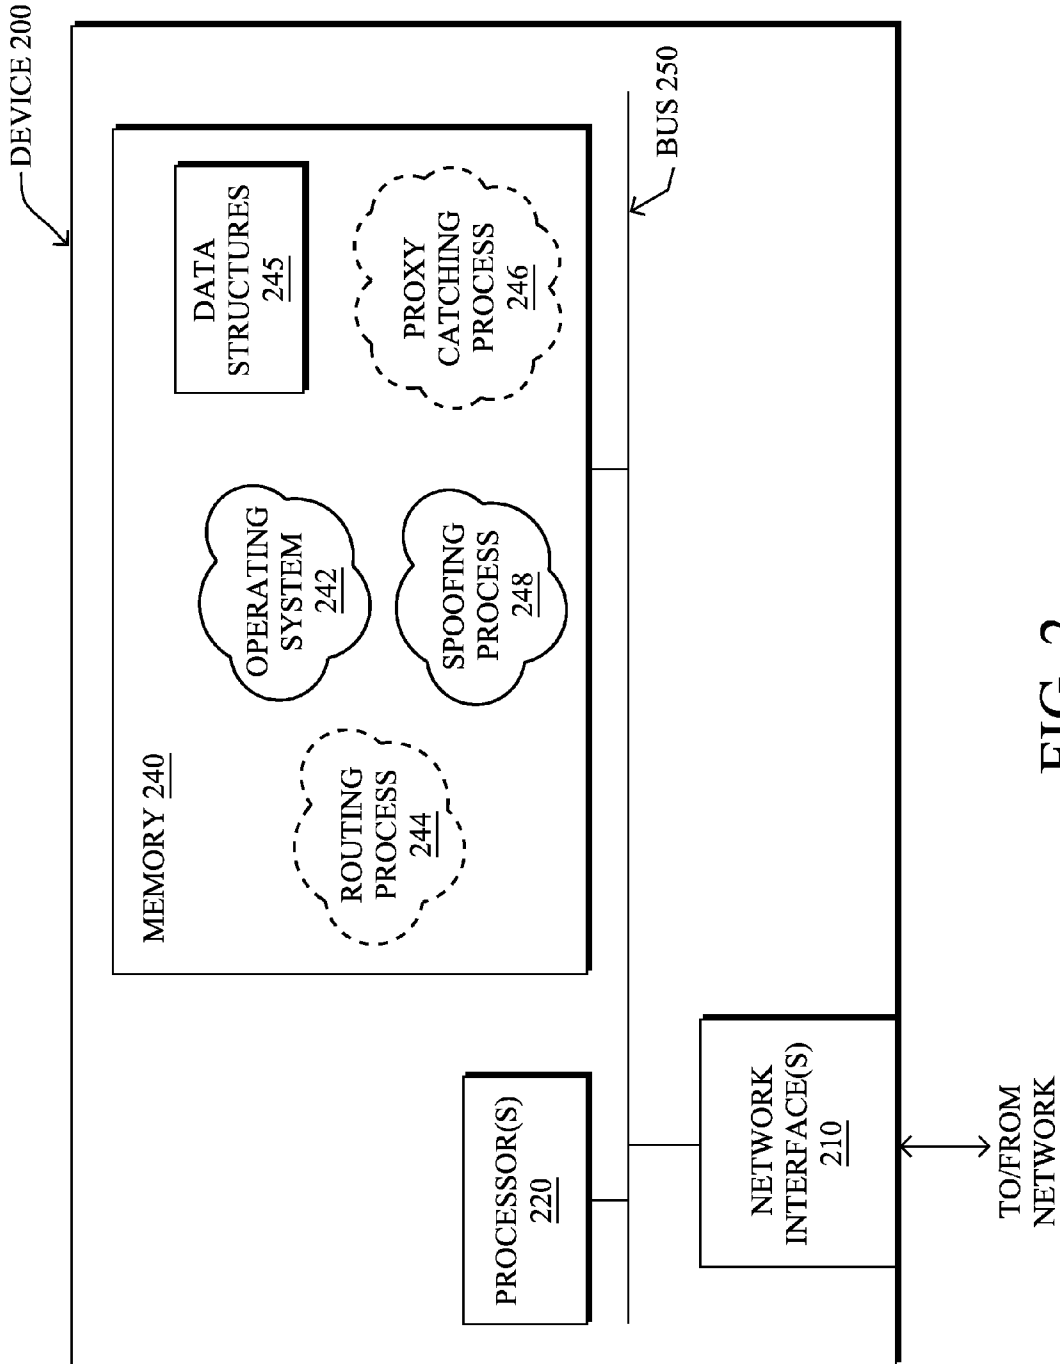 DEVICE 200
MEMORY 240
ROUTING
PROCESS
244
OPERATING
SYSTEM
242
SPOOFING
PROCESS
248
DATA
STRUCTURES
245
PROXY
CATCHING
PROCESS
246
BUS 250
PROCESSOR(S)
220
NETWORK
INTERFACE(S)
210
TO/FROM
NETWORK
FIG. 2